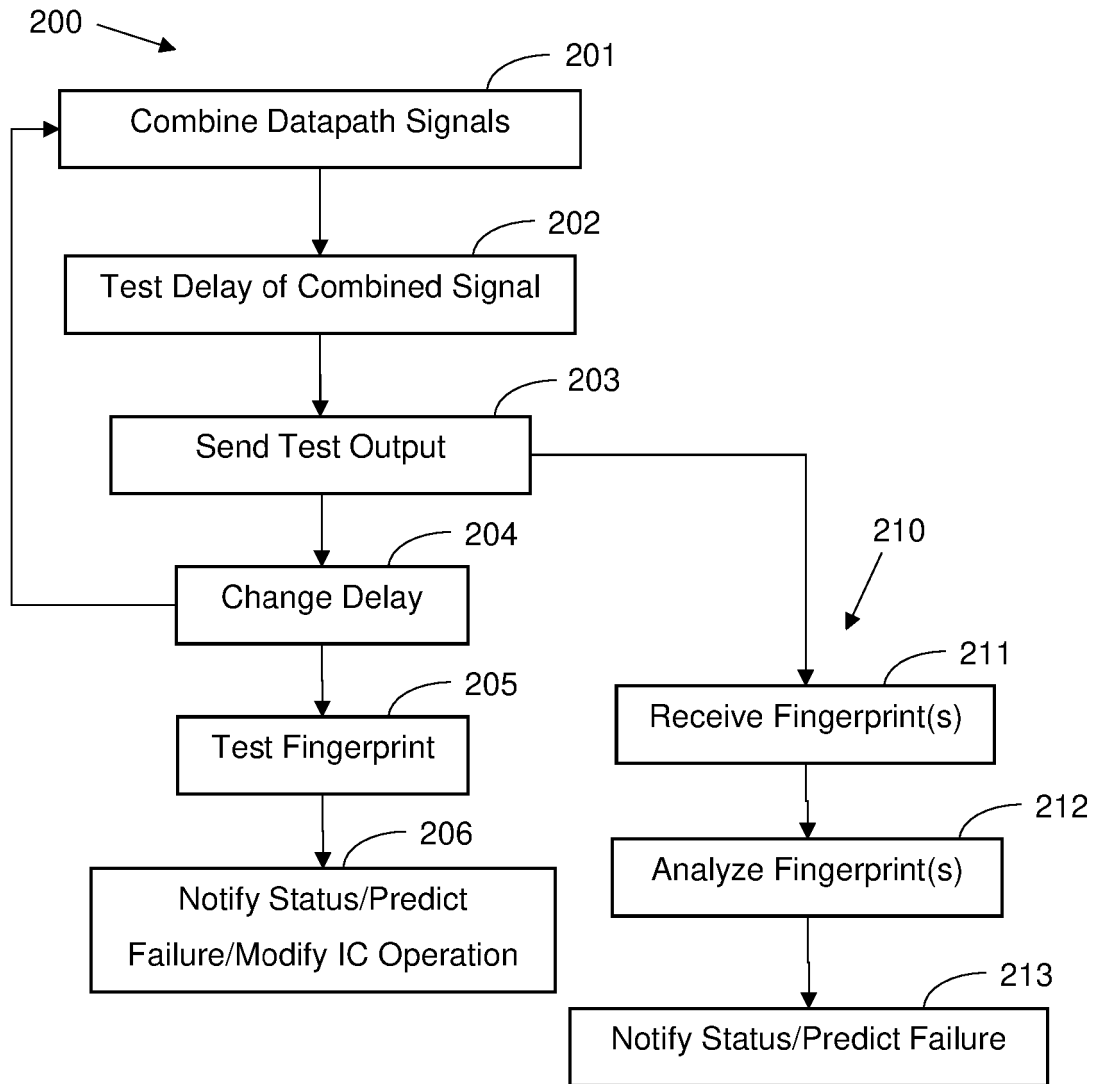 200
201
Combine Datapath Signals
202
Test Delay of Combined Signal
203
Send Test Output
204
Change Delay
205
Test Fingerprint
206
Notify Status/Predict
Failure/Modify IC Operation
210
211
Receive Fingerprint(s)
212
Analyze Fingerprint(s)
213
Notify Status/Predict Failure